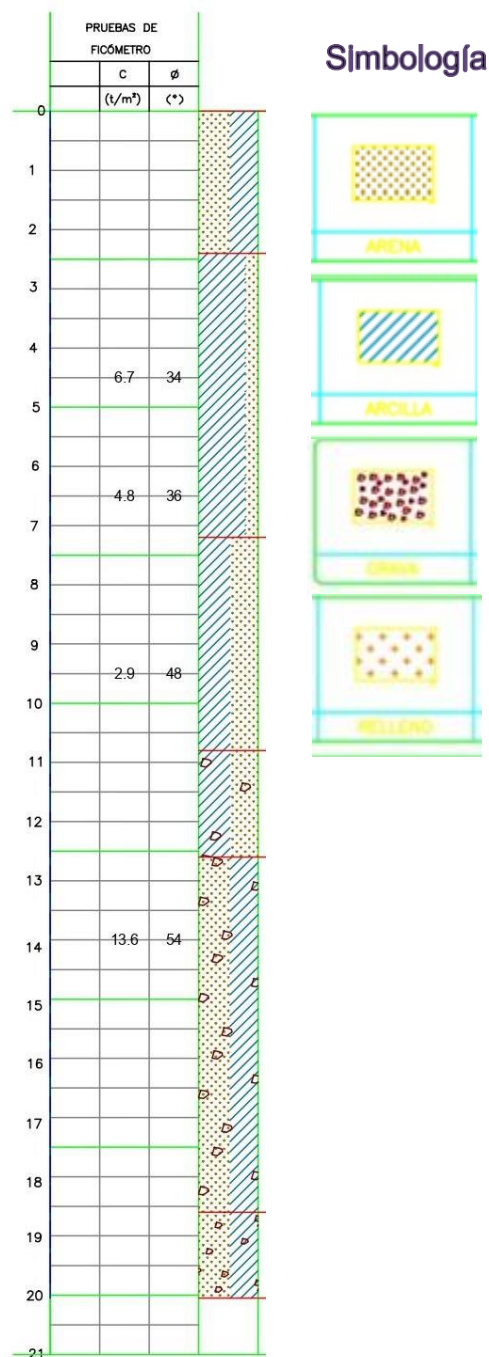 PRUEBAS DE
FICÓMETRO
C ø
(t/m²) (°)
0
1
2
3
4
6.7 34
5
6
4.8 36
7
8
9
2.9 48
10
11
12
13
13.6 54
14
15
16
17
18
19
20
21
Simbología
ARENA
ARCILLA
GRAVA
RELLENO